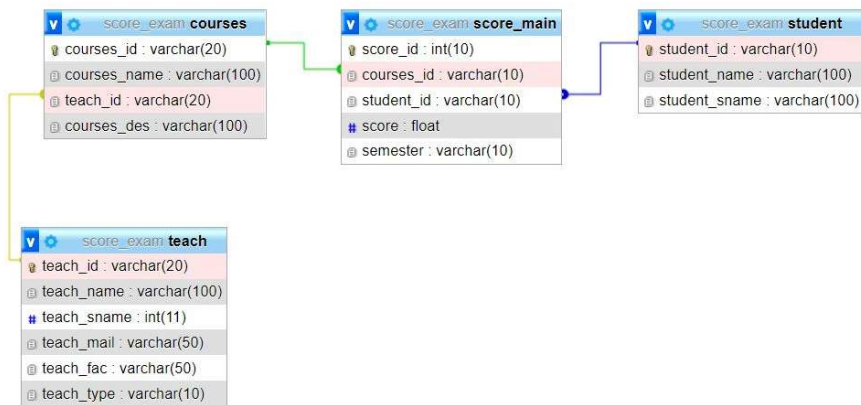 v score_exam courses
courses_id : varchar(20)
courses_name : varchar(100)
teach_id : varchar(20)
courses_des : varchar(100)
v score_exam score_main
score_id : int(10)
courses_id : varchar(10)
student_id : varchar(10)
# score : float
semester : varchar(10)
v score_exam student
student_id : varchar(10)
student_name : varchar(100)
student_sname : varchar(100)
v score_exam teach
teach_id : varchar(20)
teach_name : varchar(100)
# teach_sname : int(11)
teach_mail : varchar(50)
teach_fac : varchar(50)
teach_type : varchar(10)